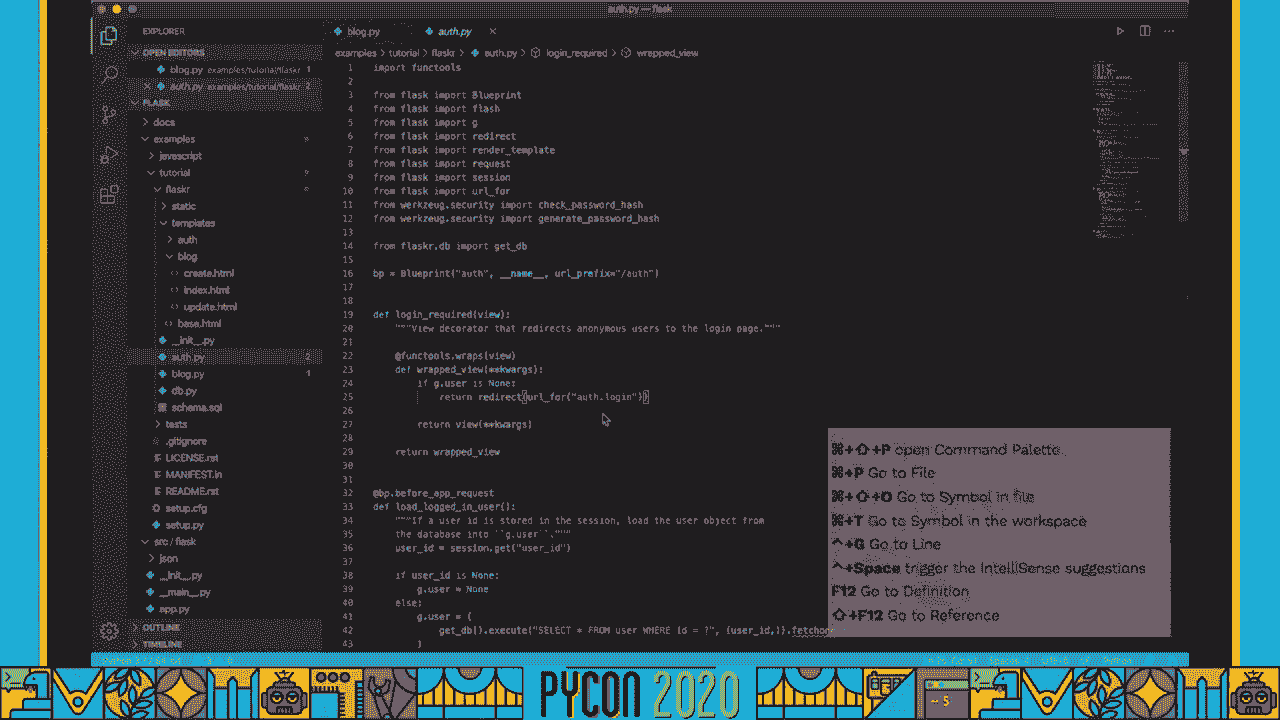 auth.py — flask
EXPLORER
OPEN EDITORS
blog.py examples/tutorial/flaskr 1
auth.py examples/tutorial/flaskr
FLASK
docs
examples
javascript
tutorial
flaskr
static
templates
auth
blog
create.html
index.html
update.html
base.html
__init__.py
auth.py 2
blog.py 1
db.py
schema.sql
tests
.gitignore
LICENSE.rst
MANIFEST.in
README.rst
setup.cfg
setup.py
src / flask
json
__init__.py
__main__.py
app.py
OUTLINE
TIMELINE
blog.py
auth.py
examples › tutorial › flaskr › auth.py › login_required › wrapped_view
1 import functools
2
3 from flask import Blueprint
4 from flask import flash
5 from flask import g
6 from flask import redirect
7 from flask import render_template
8 from flask import request
9 from flask import session
10 from flask import url_for
11 from werkzeug.security import check_password_hash
12 from werkzeug.security import generate_password_hash
13
14 from flaskr.db import get_db
15
16 bp = Blueprint("auth", __name__, url_prefix="/auth")
17
18
19 def login_required(view):
20 """View decorator that redirects anonymous users to the login page."""
21
22 @functools.wraps(view)
23 def wrapped_view(**kwargs):
24 if g.user is None:
25 return redirect(url_for("auth.login"))
26
27 return view(**kwargs)
28
29 return wrapped_view
30
31
32 @bp.before_app_request
33 def load_logged_in_user():
34 """If a user id is stored in the session, load the user object from
35 the database into ``g.user``."""
36 user_id = session.get("user_id")
37
38 if user_id is None:
39 g.user = None
40 else:
41 g.user = (
42 get_db().execute("SELECT * FROM user WHERE id = ?", (user_id,)).fetchone
43 )
⌘+⇧+P open Command Palette
⌘+P Go to File
⌘+⇧+O Go to Symbol in file
⌘+T Go to Symbol in the workspace
^+G Go to Line
^+Space trigger the IntelliSense suggestions
F12 Go to Definition
⇧+F12 Go to Reference
PYCON 2020
~ 5